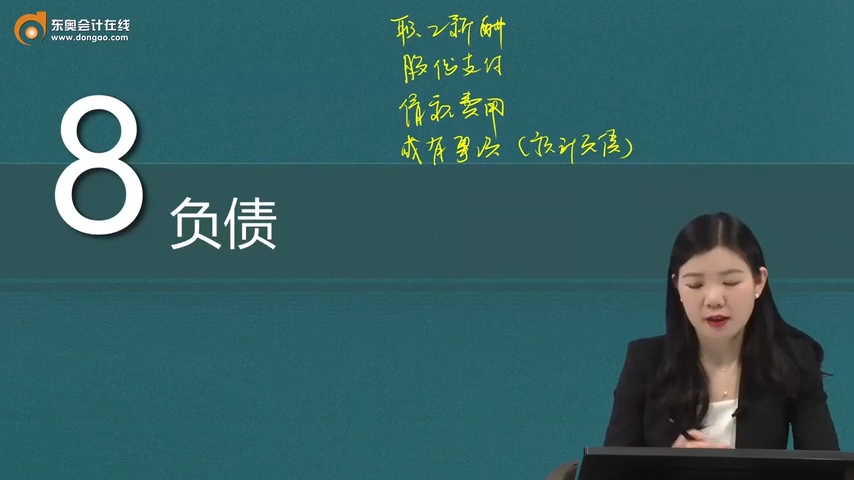 东奥会计在线
www.dongao.com
职工薪酬
股份支付
借款费用
或有事项（预计负债）
8
负债